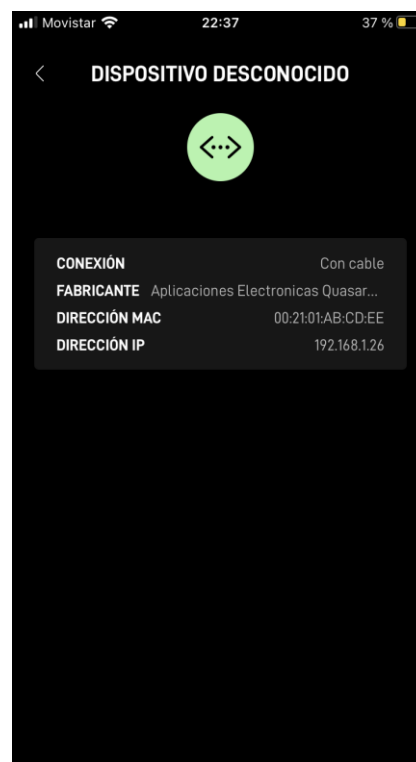 Movistar 22:37 37 %
DISPOSITIVO DESCONOCIDO
CONEXIÓN Con cable
FABRICANTE Aplicaciones Electronicas Quasar...
DIRECCIÓN MAC 00:21:01:AB:CD:EE
DIRECCIÓN IP 192.168.1.26